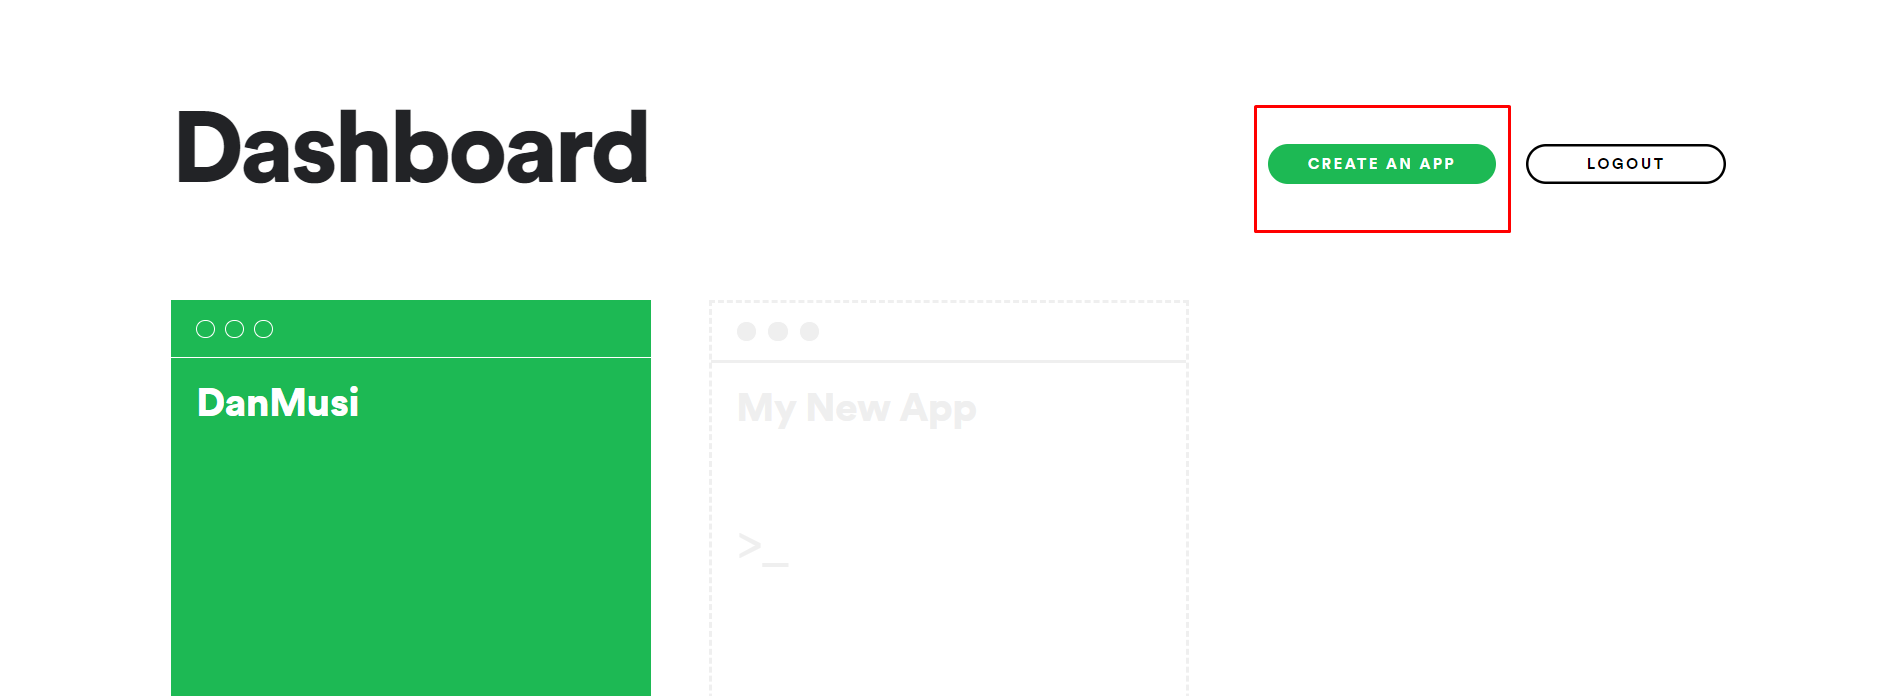 Dashboard
CREATE AN APP
LOGOUT
DanMusi
My New App
>_